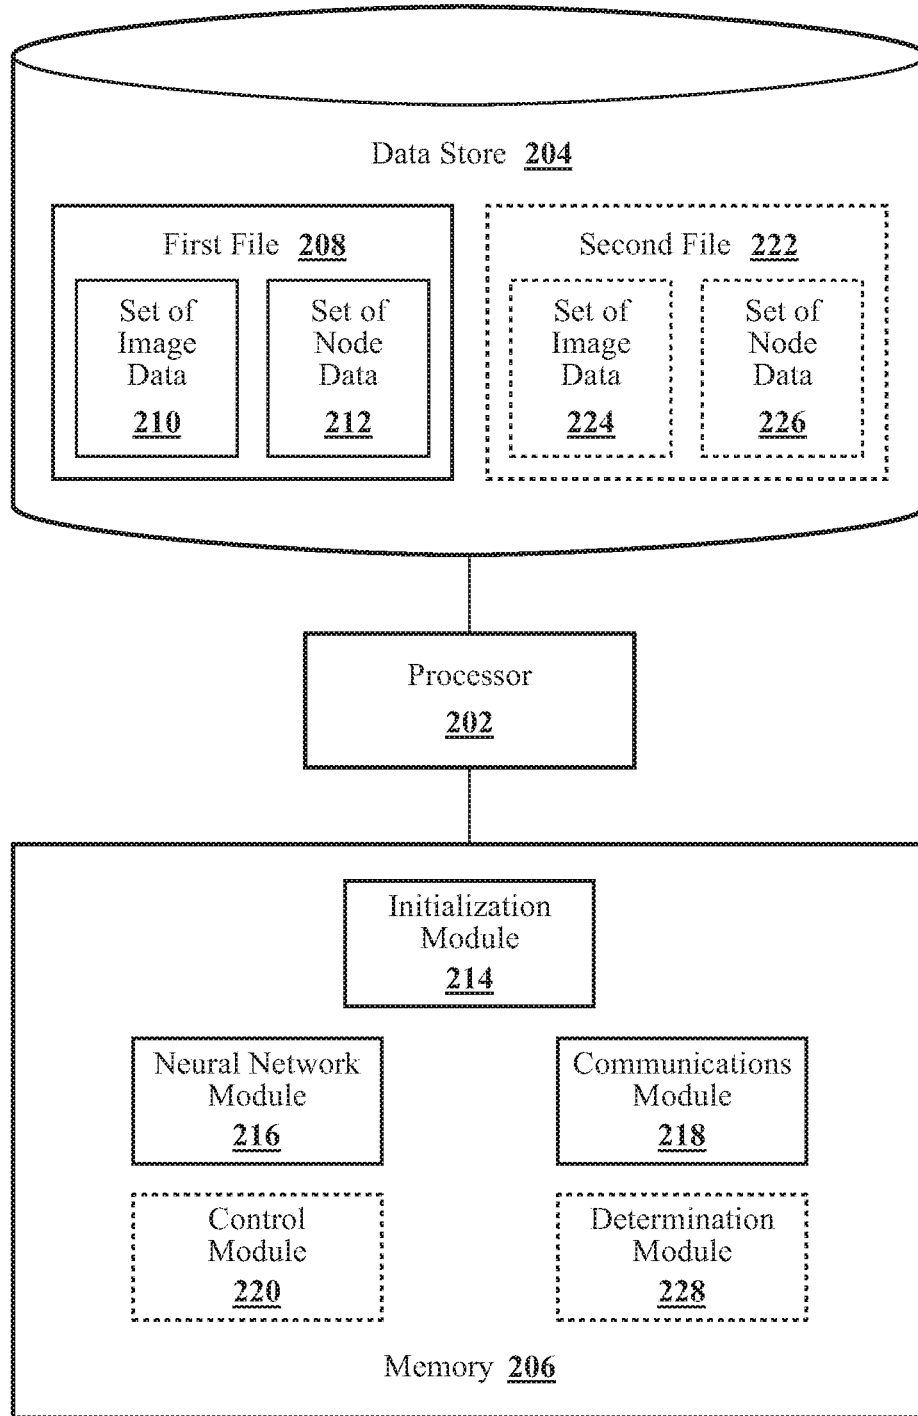 Data Store 204
First File 208
Set of
Image
Data
210
Set of
Node
Data
212
Second File 222
Set of
Image
Data
224
Set of
Node
Data
226
Processor
202
Initialization
Module
214
Neural Network
Module
216
Communications
Module
218
Control
Module
220
Determination
Module
228
Memory 206